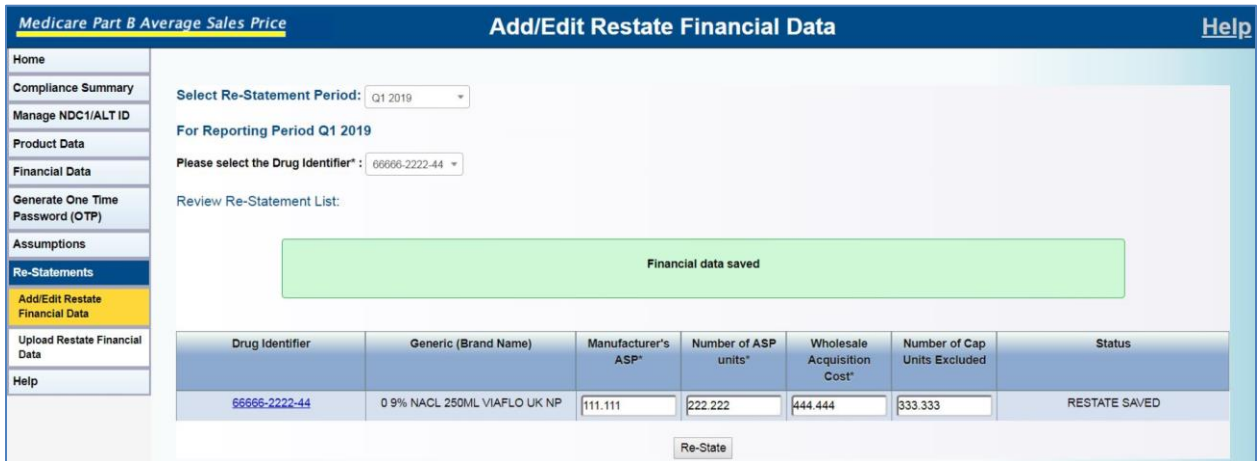 Medicare Part B Average Sales Price
Add/Edit Restate Financial Data
Help
Home
Compliance Summary
Manage NDC1/ALT ID
Product Data
Financial Data
Generate One Time
Password (OTP)
Assumptions
Re-Statements
Add/Edit Restate
Financial Data
Upload Restate Financial
Data
Help
Select Re-Statement Period: Q1 2019
For Reporting Period Q1 2019
Please select the Drug Identifier* : 66666-2222-44
Review Re-Statement List:
Financial data saved
Drug Identifier
Generic (Brand Name)
Manufacturer's
ASP*
Number of ASP
units*
Wholesale
Acquisition
Cost*
Number of Cap
Units Excluded
Status
66666-2222-44
0 9% NACL 250ML VIAFLO UK NP
111.111
222.222
444.444
333.333
RESTATE SAVED
Re-State